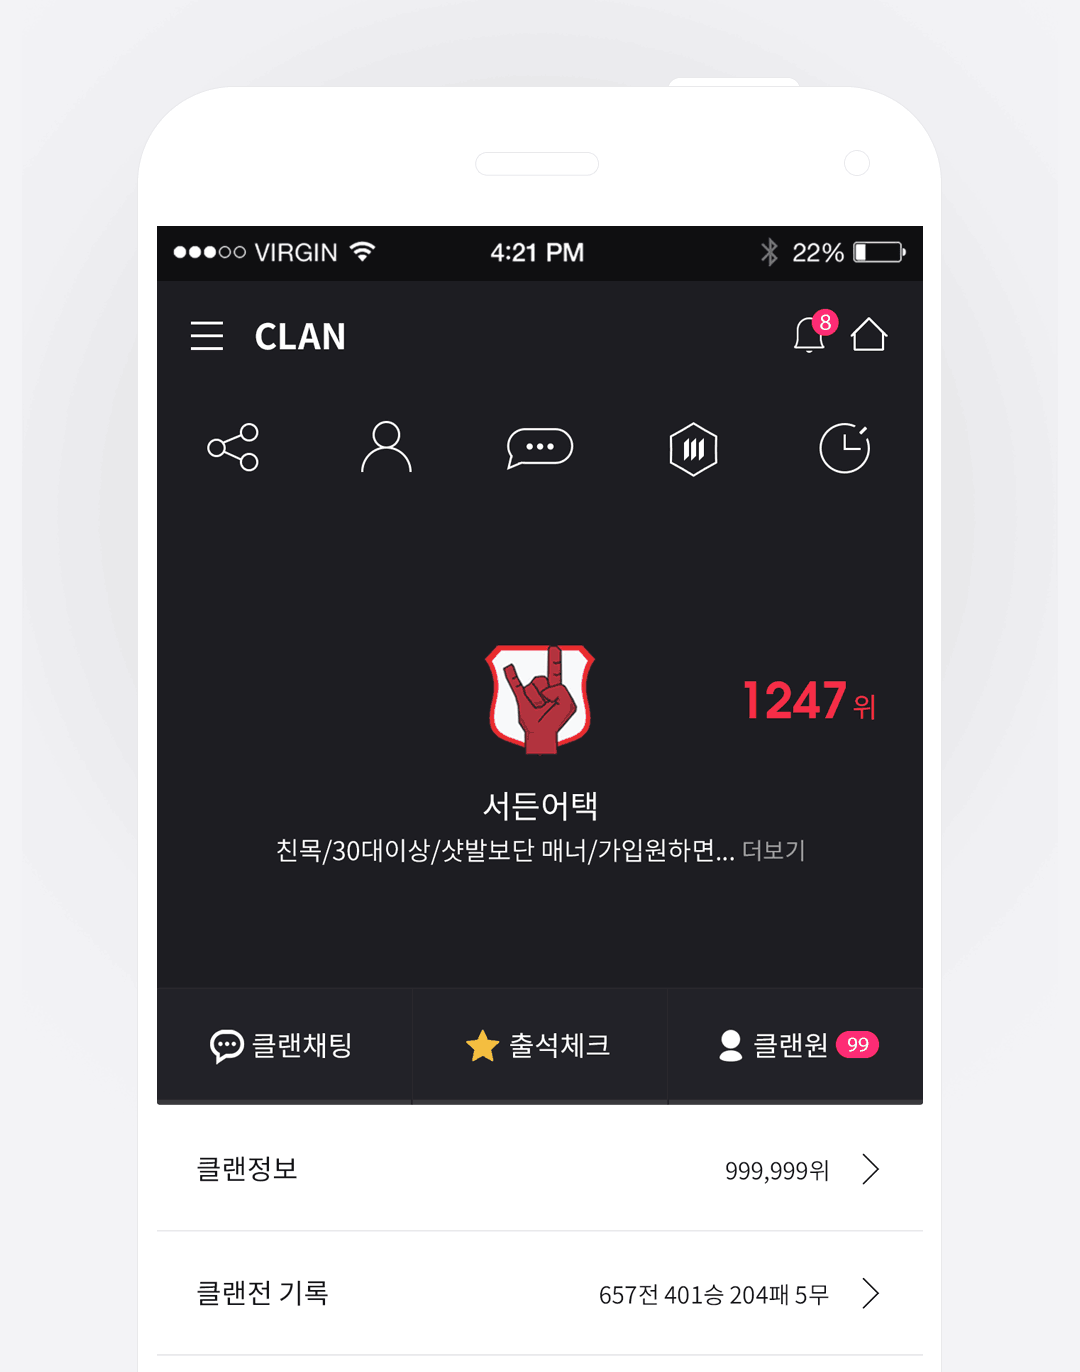 VIRGIN 4:21 PM 22%
CLAN 8
1247위
서든어택
친목/30대이상/샷발보단 매너/가입원하면... 더보기
클랜채팅 출석체크 클랜원 99
클랜정보 999,999위
클랜전 기록 657전 401승 204패 5무